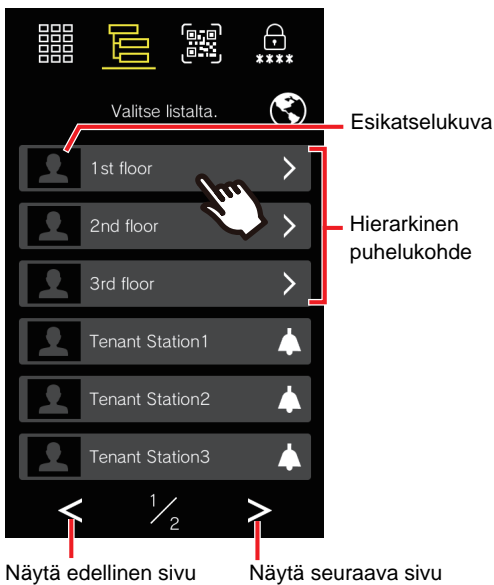 ****
Valitse listalta.
Esikatselukuva
1st floor
2nd floor
Hierarkinen
puhelukohde
3rd floor
Tenant Station1
Tenant Station2
Tenant Station3
1/2
Näytä edellinen sivu
Näytä seuraava sivu